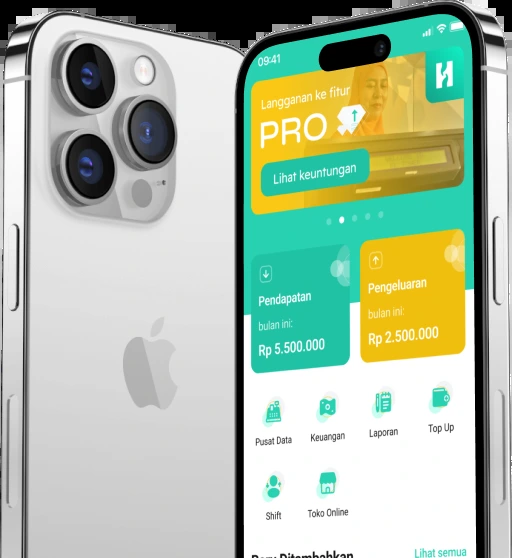 09:41
Langganan ke fitur
PRO
Lihat keuntungan
Pendapatan
bulan ini:
Rp 5.500.000
Pengeluaran
bulan ini:
Rp 2.500.000
Pusat Data
Keuangan
Laporan
Top Up
Shift
Toko Online
Baru Ditambahkan
Lihat semua